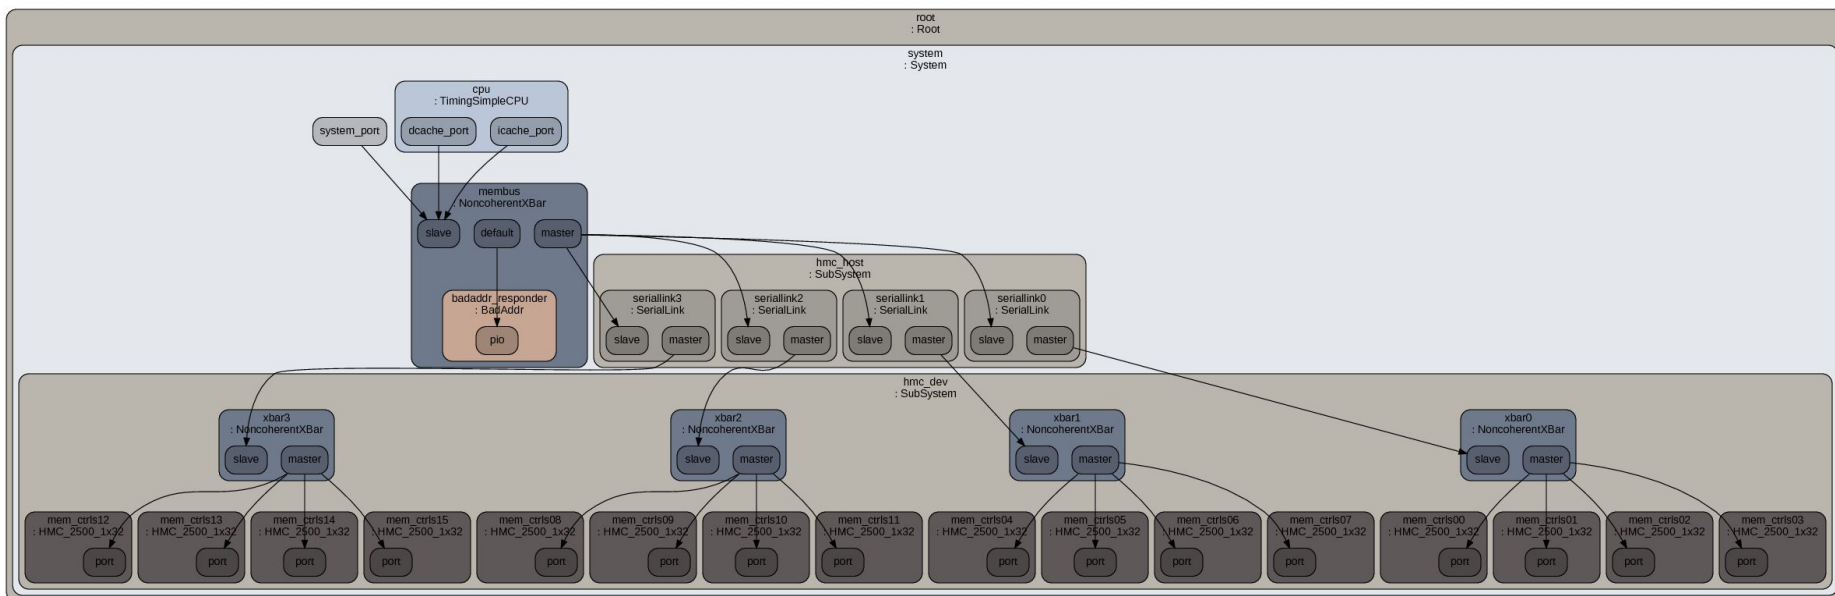 root
: Root
system
: System
cpu
: TimingSimpleCPU
system_port
dcache_port
icache_port
membus
: NoncoherentXBar
slave
default
master
hmc_host
: SubSystem
badaddr_responder
: BadAddr
pio
seriallink3
: SerialLink
slave
master
seriallink2
: SerialLink
slave
master
seriallink1
: SerialLink
slave
master
seriallink0
: SerialLink
slave
master
hmc_dev
: SubSystem
xbar3
: NoncoherentXBar
slave
master
xbar2
: NoncoherentXBar
slave
master
xbar1
: NoncoherentXBar
slave
master
xbar0
: NoncoherentXBar
slave
master
mem_ctrls12
: HMC_2500_1x32
port
mem_ctrls13
: HMC_2500_1x32
port
mem_ctrls14
: HMC_2500_1x32
port
mem_ctrls15
: HMC_2500_1x32
port
mem_ctrls08
: HMC_2500_1x32
port
mem_ctrls09
: HMC_2500_1x32
port
mem_ctrls10
: HMC_2500_1x32
port
mem_ctrls11
: HMC_2500_1x32
port
mem_ctrls04
: HMC_2500_1x32
port
mem_ctrls05
: HMC_2500_1x32
port
mem_ctrls06
: HMC_2500_1x32
port
mem_ctrls07
: HMC_2500_1x32
port
mem_ctrls00
: HMC_2500_1x32
port
mem_ctrls01
: HMC_2500_1x32
port
mem_ctrls02
: HMC_2500_1x32
port
mem_ctrls03
: HMC_2500_1x32
port